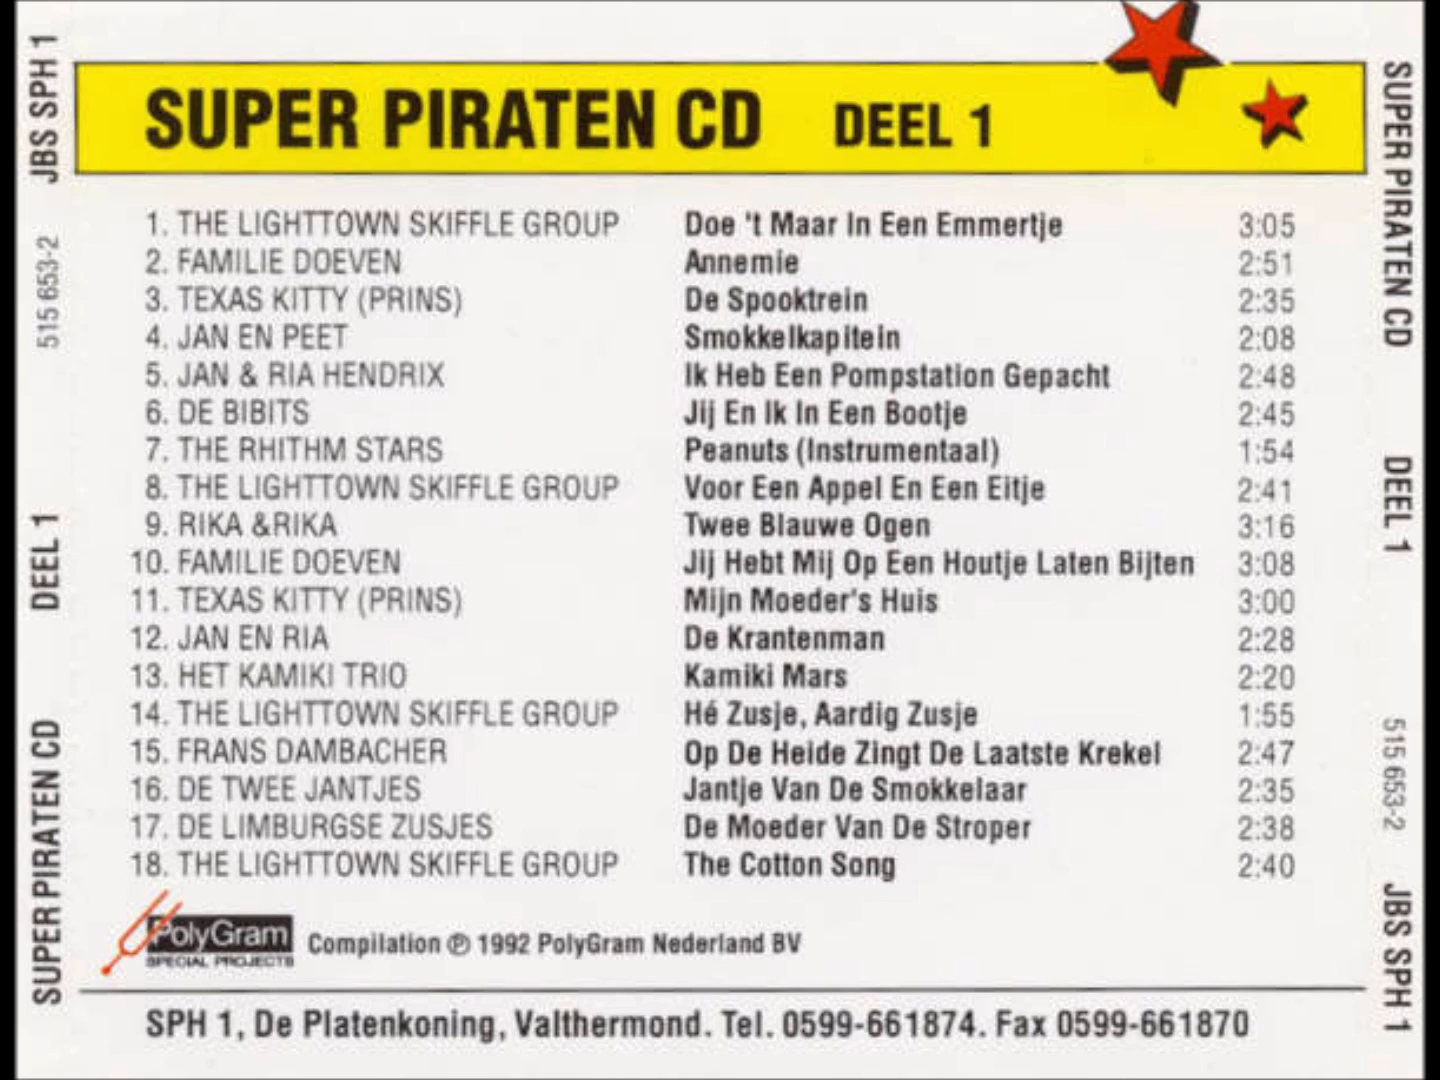 SUPER PIRATEN CD DEEL 1
1. THE LIGHTTOWN SKIFFLE GROUP Doe 't Maar In Een Emmertje 3:05
2. FAMILIE DOEVEN Annemie 2:51
3. TEXAS KITTY (PRINS) De Spooktrein 2:35
4. JAN EN PEET Smokkelkapitein 2:08
5. JAN & RIA HENDRIX Ik Heb Een Pompstation Gepacht 2:48
6. DE BIBITS Jij En Ik In Een Bootje 2:45
7. THE RHITHM STARS Peanuts (Instrumentaal) 1:54
8. THE LIGHTTOWN SKIFFLE GROUP Voor Een Appel En Een Eitje 2:41
9. RIKA &RIKA Twee Blauwe Ogen 3:16
10. FAMILIE DOEVEN Jij Hebt Mij Op Een Houtje Laten Bijten 3:08
11. TEXAS KITTY (PRINS) Mijn Moeder's Huis 3:00
12. JAN EN RIA De Krantenman 2:28
13. HET KAMIKI TRIO Kamiki Mars 2:20
14. THE LIGHTTOWN SKIFFLE GROUP Hé Zusje, Aardig Zusje 1:55
15. FRANS DAMBACHER Op De Heide Zingt De Laatste Krekel 2:47
16. DE TWEE JANTJES Jantje Van De Smokkelaar 2:35
17. DE LIMBURGSE ZUSJES De Moeder Van De Stroper 2:38
18. THE LIGHTTOWN SKIFFLE GROUP The Cotton Song 2:40
PolyGram
SPECIAL PROJECTS
Compilation ℗ 1992 PolyGram Nederland BV
SPH 1, De Platenkoning, Valthermond. Tel. 0599-661874. Fax 0599-661870
SUPER PIRATEN CD DEEL 1 515 653-2 JBS SPH 1
SUPER PIRATEN CD DEEL 1 515 653-2 JBS SPH 1